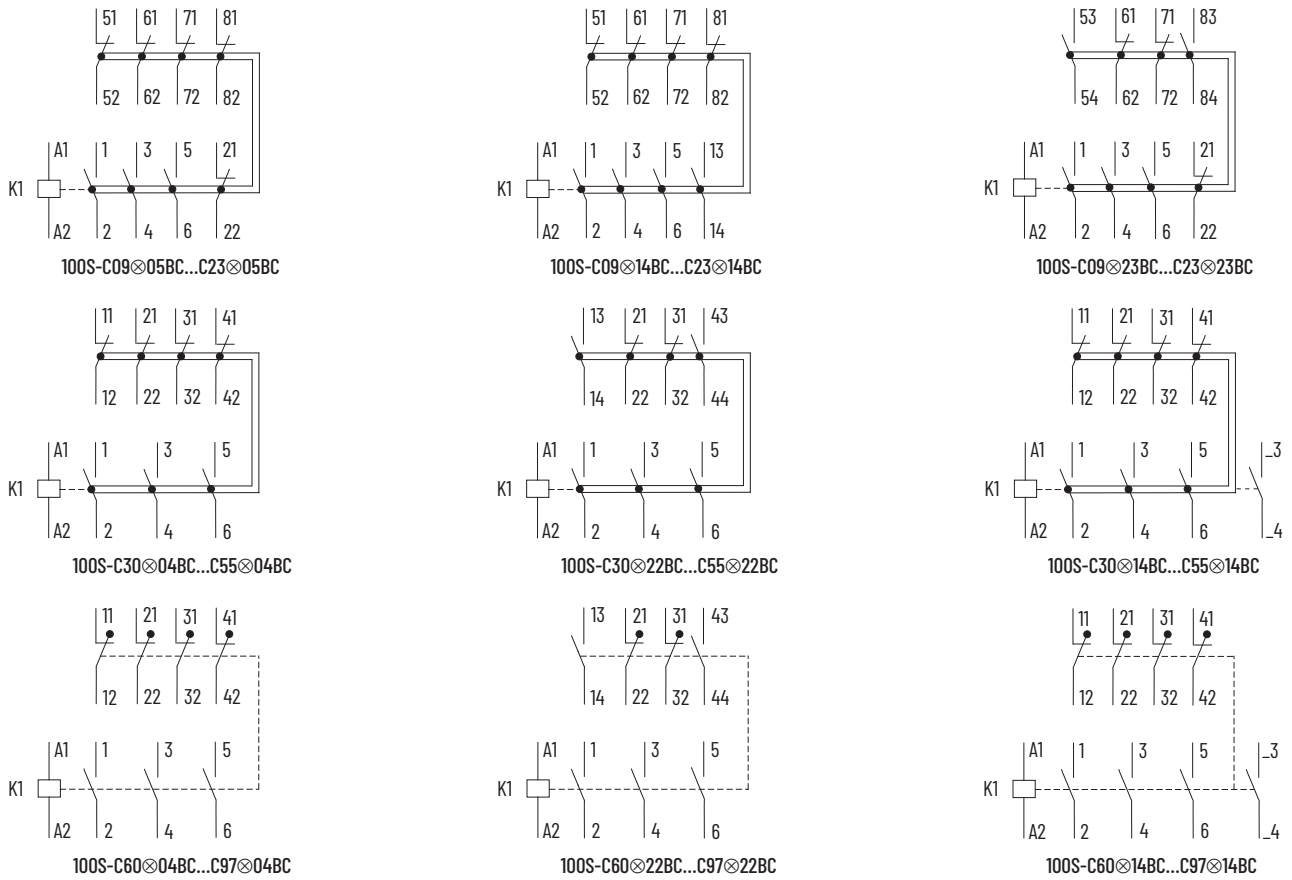 51 61 71 81
52 62 72 82
A1 1 3 5 21
K1
A2 2 4 6 22
100S-C09⊗05BC...C23⊗05BC
51 61 71 81
52 62 72 82
A1 1 3 5 13
K1
A2 2 4 6 14
100S-C09⊗14BC...C23⊗14BC
53 61 71 83
54 62 72 84
A1 1 3 5 21
K1
A2 2 4 6 22
100S-C09⊗23BC...C23⊗23BC
11 21 31 41
12 22 32 42
A1 1 3 5
K1
A2 2 4 6
100S-C30⊗04BC...C55⊗04BC
13 21 31 43
14 22 32 44
A1 1 3 5
K1
A2 2 4 6
100S-C30⊗22BC...C55⊗22BC
11 21 31 41
12 22 32 42
A1 1 3 5 _3
K1
A2 2 4 6 _4
100S-C30⊗14BC...C55⊗14BC
11 21 31 41
12 22 32 42
A1 1 3 5
K1
A2 2 4 6
100S-C60⊗04BC...C97⊗04BC
13 21 31 43
14 22 32 44
A1 1 3 5
K1
A2 2 4 6
100S-C60⊗22BC...C97⊗22BC
11 21 31 41
12 22 32 42
A1 1 3 5 _3
K1
A2 2 4 6 _4
100S-C60⊗14BC...C97⊗14BC